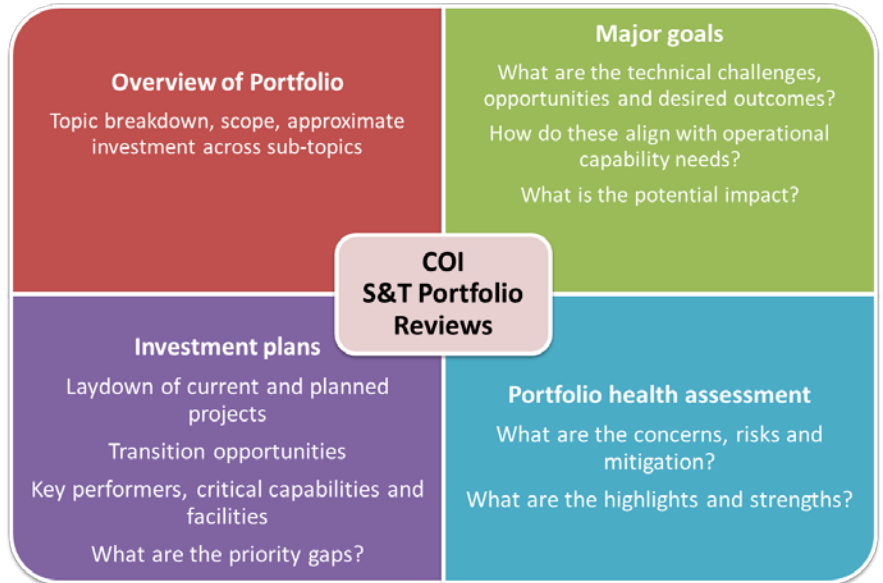 Overview of Portfolio
Topic breakdown, scope, approximate
investment across sub-topics
Major goals
What are the technical challenges,
opportunities and desired outcomes?
How do these align with operational
capability needs?
What is the potential impact?
COI
S&T Portfolio
Reviews
Investment plans
Laydown of current and planned
projects
Transition opportunities
Key performers, critical capabilities and
facilities
What are the priority gaps?
Portfolio health assessment
What are the concerns, risks and
mitigation?
What are the highlights and strengths?